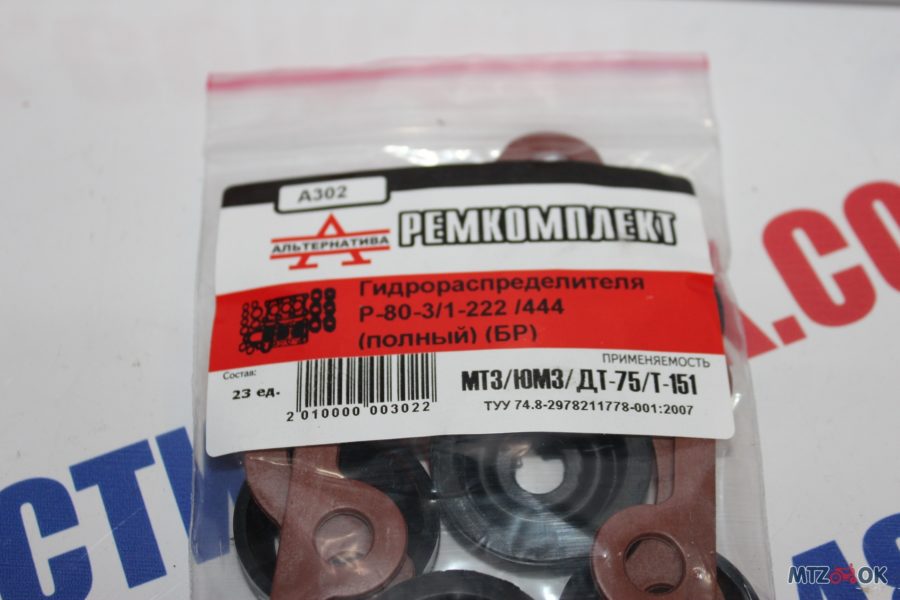 А302
АЛЬТЕРНАТИВА
РЕМКОМПЛЕКТ
Гидрораспределителя
Р-80-3/1-222 /444
(полный) (БР)
ПРИМЕНЯЕМОСТЬ
МТЗ/ЮМЗ/ДТ-75/Т-151
Состав:
23 ед.
2 010000 003022
ТУУ 74.8-2978211778-001:2007
MTZ OK